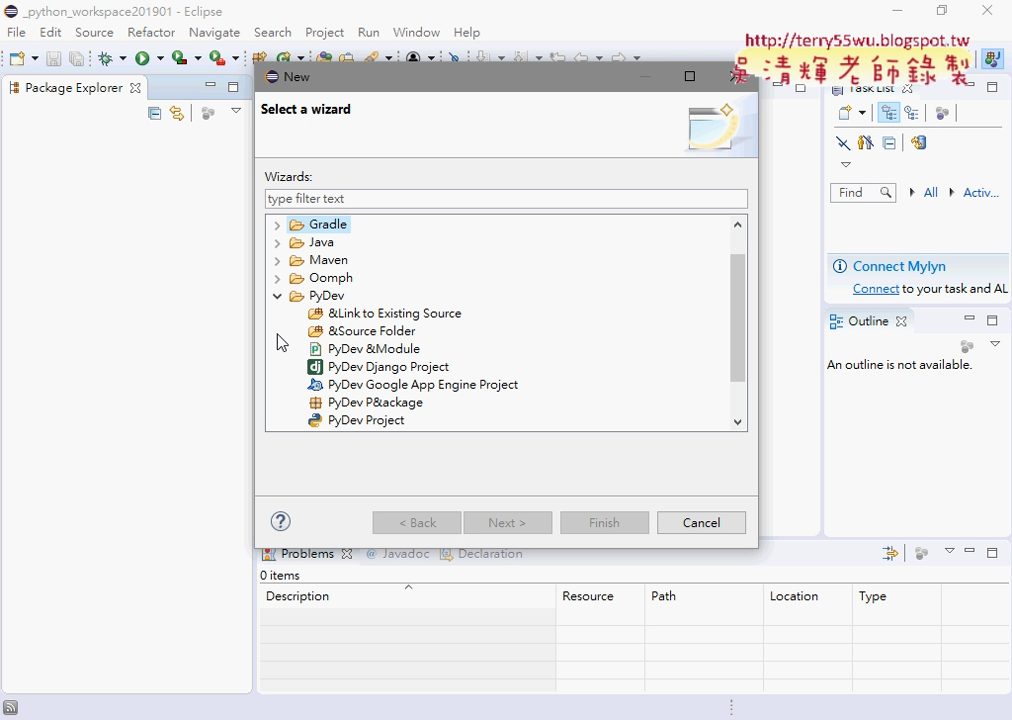 _python_workspace201901 - Eclipse
File Edit Source Refactor Navigate Search Project Run Window Help
http://terry55wu.blogspot.tw
吳清輝老師錄製
Package Explorer
New
Task List
Select a wizard
Wizards:
type filter text
Find All Activ...
Gradle
Java
Maven
Oomph
PyDev
&Link to Existing Source
&Source Folder
PyDev &Module
PyDev Django Project
PyDev Google App Engine Project
PyDev P&ackage
PyDev Project
Connect Mylyn
Connect to your task and AL
Outline
An outline is not available.
< Back Next > Finish Cancel
Problems Javadoc Declaration
0 items
Description Resource Path Location Type